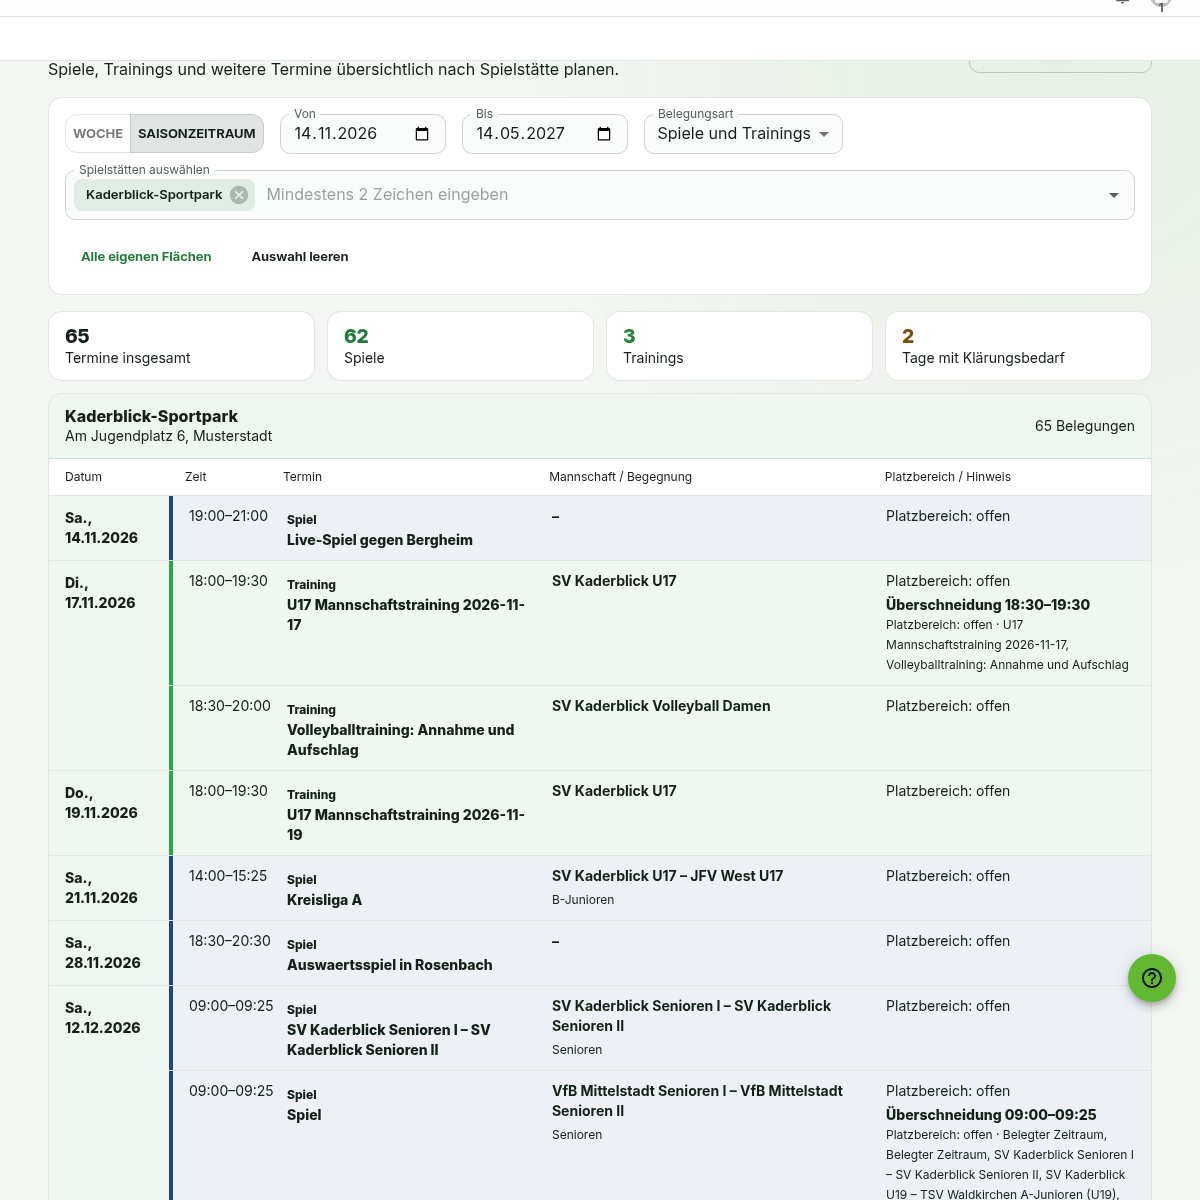 1
Spiele, Trainings und weitere Termine übersichtlich nach Spielstätte planen.
WOCHE SAISONZEITRAUM
Von
14.11.2026
Bis
14.05.2027
Belegungsart
Spiele und Trainings
Spielstätten auswählen
Kaderblick-Sportpark Mindestens 2 Zeichen eingeben
Alle eigenen Flächen Auswahl leeren
65
Termine insgesamt
62
Spiele
3
Trainings
2
Tage mit Klärungsbedarf
Kaderblick-Sportpark
Am Jugendplatz 6, Musterstadt
65 Belegungen
Datum Zeit Termin Mannschaft / Begegnung Platzbereich / Hinweis
Sa.,
14.11.2026
19:00–21:00
Spiel
Live-Spiel gegen Bergheim
–
Platzbereich: offen
Di.,
17.11.2026
18:00–19:30
Training
U17 Mannschaftstraining 2026-11-
17
SV Kaderblick U17
Platzbereich: offen
Überschneidung 18:30–19:30
Platzbereich: offen · U17
Mannschaftstraining 2026-11-17,
Volleyballtraining: Annahme und Aufschlag
18:30–20:00
Training
Volleyballtraining: Annahme und
Aufschlag
SV Kaderblick Volleyball Damen
Platzbereich: offen
Do.,
19.11.2026
18:00–19:30
Training
U17 Mannschaftstraining 2026-11-
19
SV Kaderblick U17
Platzbereich: offen
Sa.,
21.11.2026
14:00–15:25
Spiel
Kreisliga A
SV Kaderblick U17 – JFV West U17
B-Junioren
Platzbereich: offen
Sa.,
28.11.2026
18:30–20:30
Spiel
Auswaertsspiel in Rosenbach
–
Platzbereich: offen
Sa.,
12.12.2026
09:00–09:25
Spiel
SV Kaderblick Senioren I – SV
Kaderblick Senioren II
SV Kaderblick Senioren I – SV Kaderblick
Senioren II
Senioren
Platzbereich: offen
09:00–09:25
Spiel
Spiel
VfB Mittelstadt Senioren I – VfB Mittelstadt
Senioren II
Senioren
Platzbereich: offen
Überschneidung 09:00–09:25
Platzbereich: offen · Belegter Zeitraum,
Belegter Zeitraum, SV Kaderblick Senioren I
– SV Kaderblick Senioren II, SV Kaderblick
U19 – TSV Waldkirchen A-Junioren (U19),